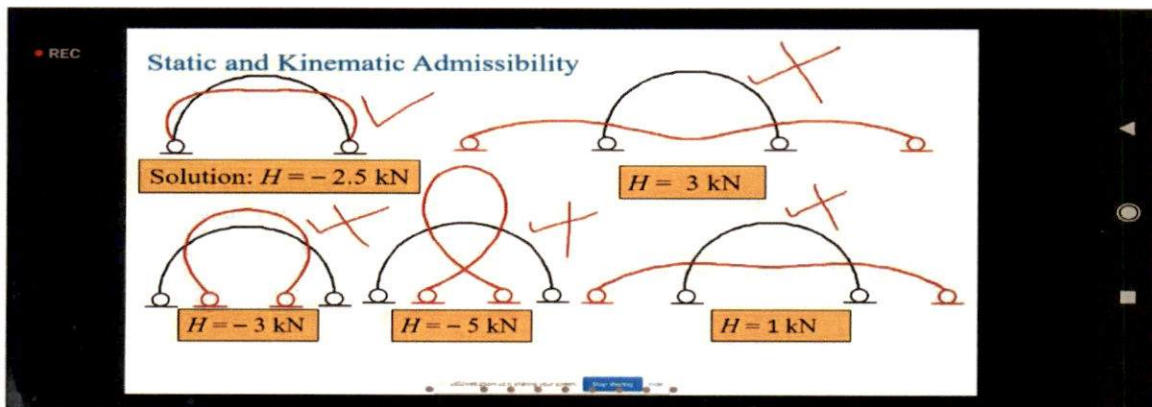 REC
Static and Kinematic Admissibility
Solution: H = – 2.5 kN
H = 3 kN
H = – 3 kN
H = – 5 kN
H = 1 kN
Stop sharing